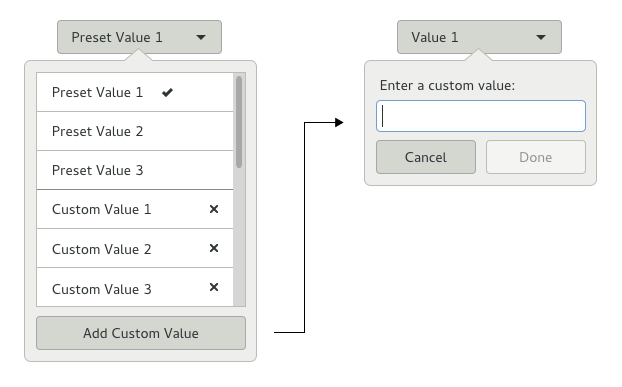 Preset Value 1
Preset Value 1
Preset Value 2
Preset Value 3
Custom Value 1
Custom Value 2
Custom Value 3
Add Custom Value
Value 1
Enter a custom value:
Cancel
Done